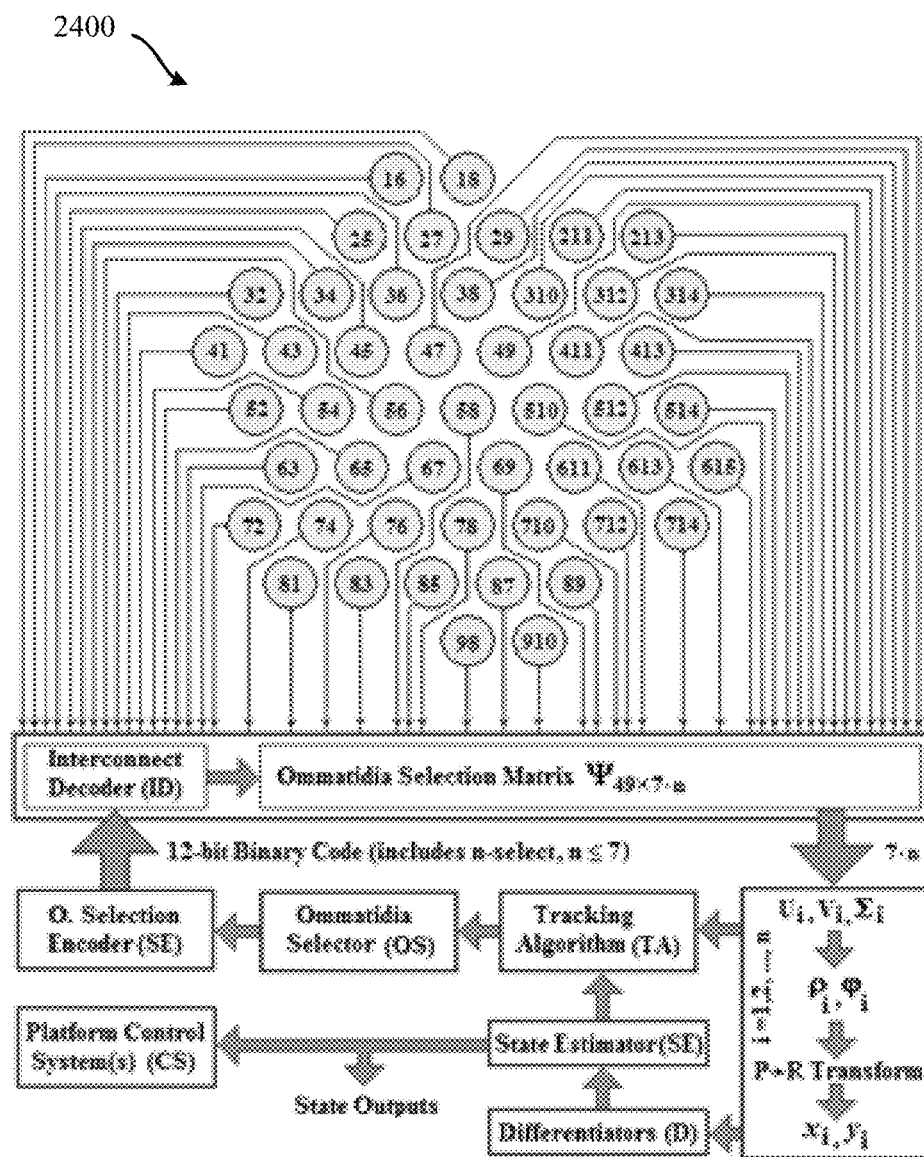 2400
16 18
25 27 29 211 213
32 34 36 38 310 312 314
41 43 45 47 49 411 413
52 54 56 58 510 512 514
63 65 67 69 611 613 615
72 74 76 78 710 712 714
81 83 85 87 89
98 910
Interconnect
Decoder (ID)
Ommatidia Selection Matrix Ψ49×7·n
12-bit Binary Code (includes n-select, n ≤ 7)
7·n
O. Selection
Encoder (SE)
Ommatidia
Selector (OS)
Tracking
Algorithm (TA)
Ui, Vi, Σi
i=1,2, ..., n
ρi, φi
P→R Transform
xi, yi
Platform Control
System(s) (CS)
State Estimator(SE)
State Outputs
Differentiators (D)